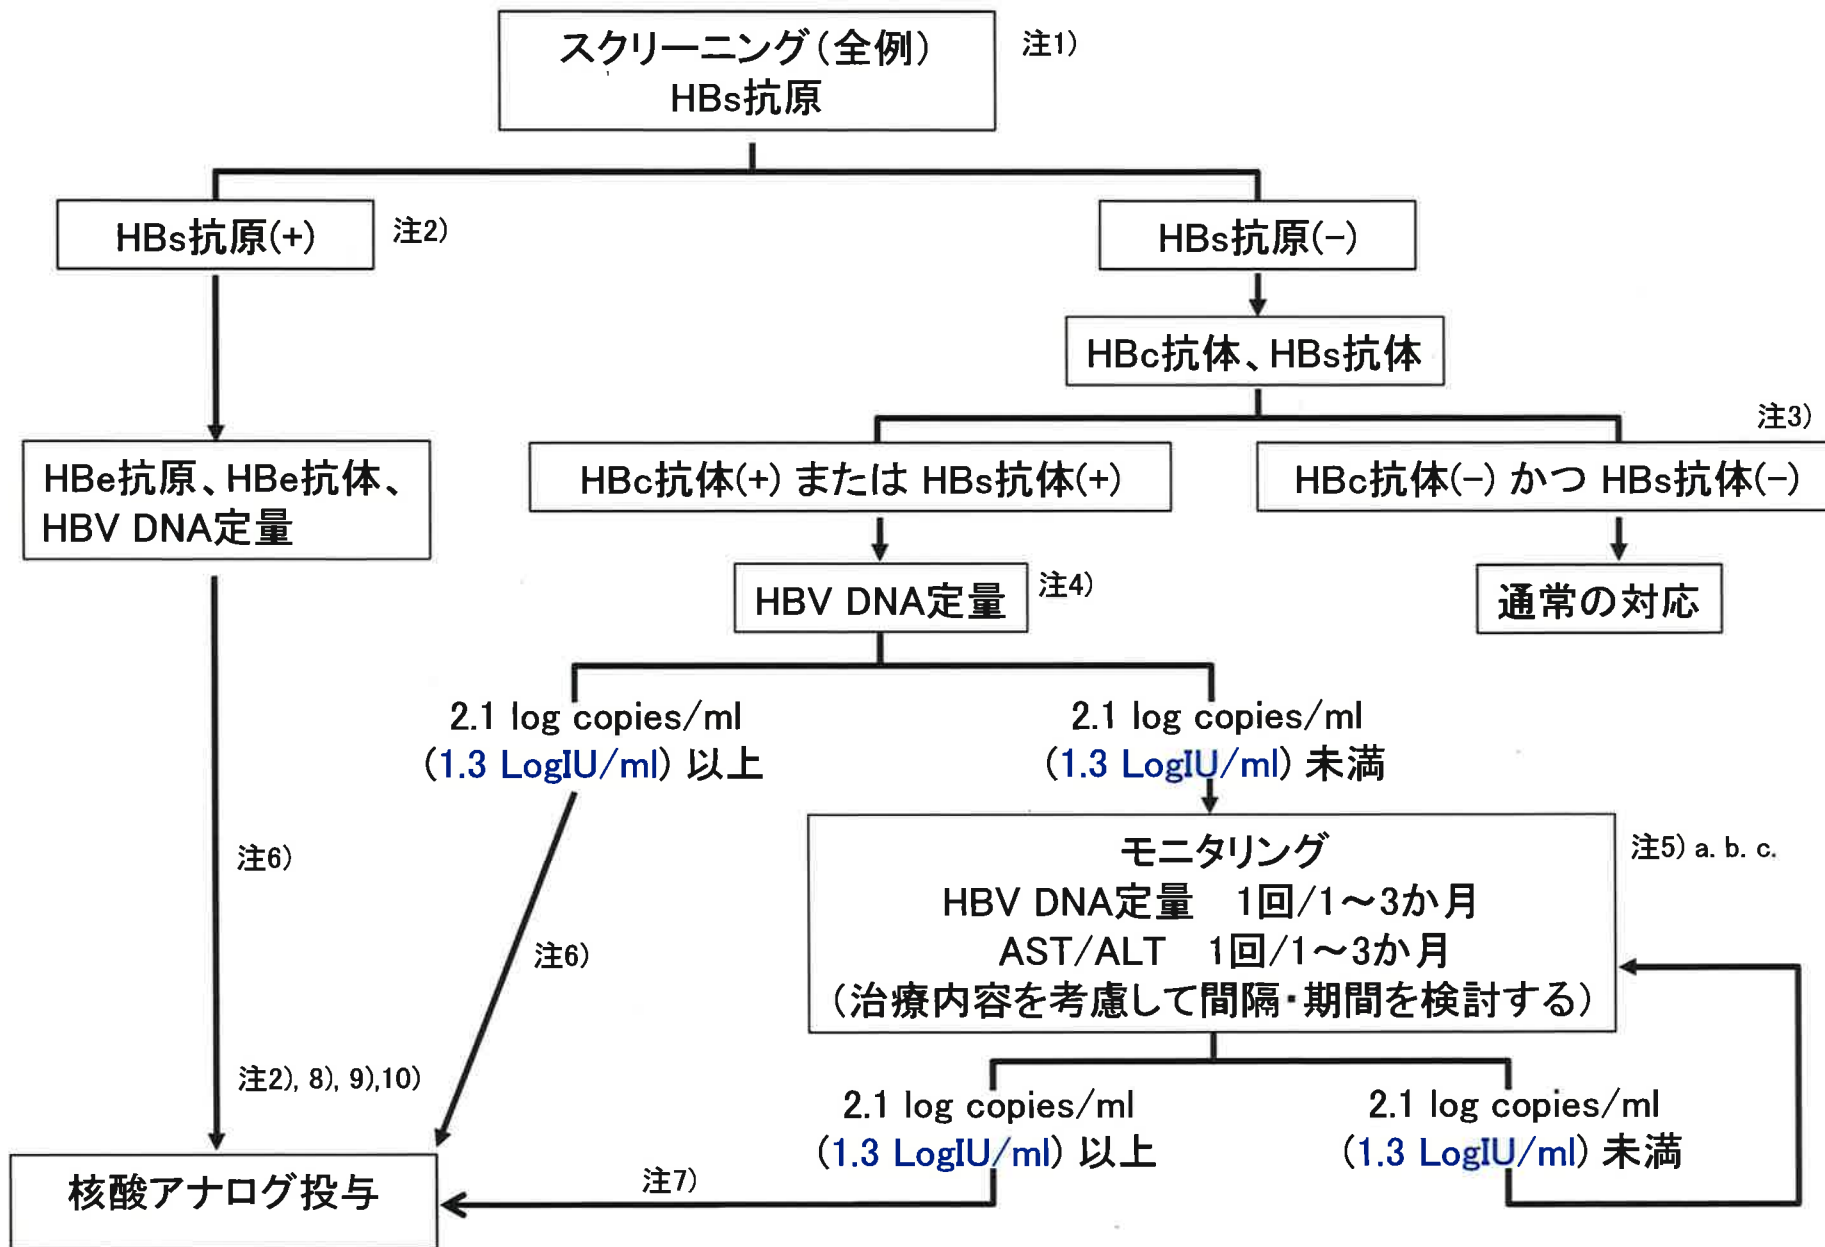 スクリーニング(全例)
HBs抗原
注1)
HBs抗原(+)
注2)
HBs抗原(−)
HBc抗体、HBs抗体
注3)
HBe抗原、HBe抗体、
HBV DNA定量
HBc抗体(+) または HBs抗体(+)
HBc抗体(−) かつ HBs抗体(−)
HBV DNA定量
注4)
通常の対応
2.1 log copies/ml
(1.3 LogIU/ml) 以上
2.1 log copies/ml
(1.3 LogIU/ml) 未満
注6)
注6)
モニタリング
HBV DNA定量 1回/1〜3か月
AST/ALT 1回/1〜3か月
(治療内容を考慮して間隔・期間を検討する)
注5) a. b. c.
注2), 8), 9),10)
2.1 log copies/ml
(1.3 LogIU/ml) 以上
2.1 log copies/ml
(1.3 LogIU/ml) 未満
注7)
核酸アナログ投与